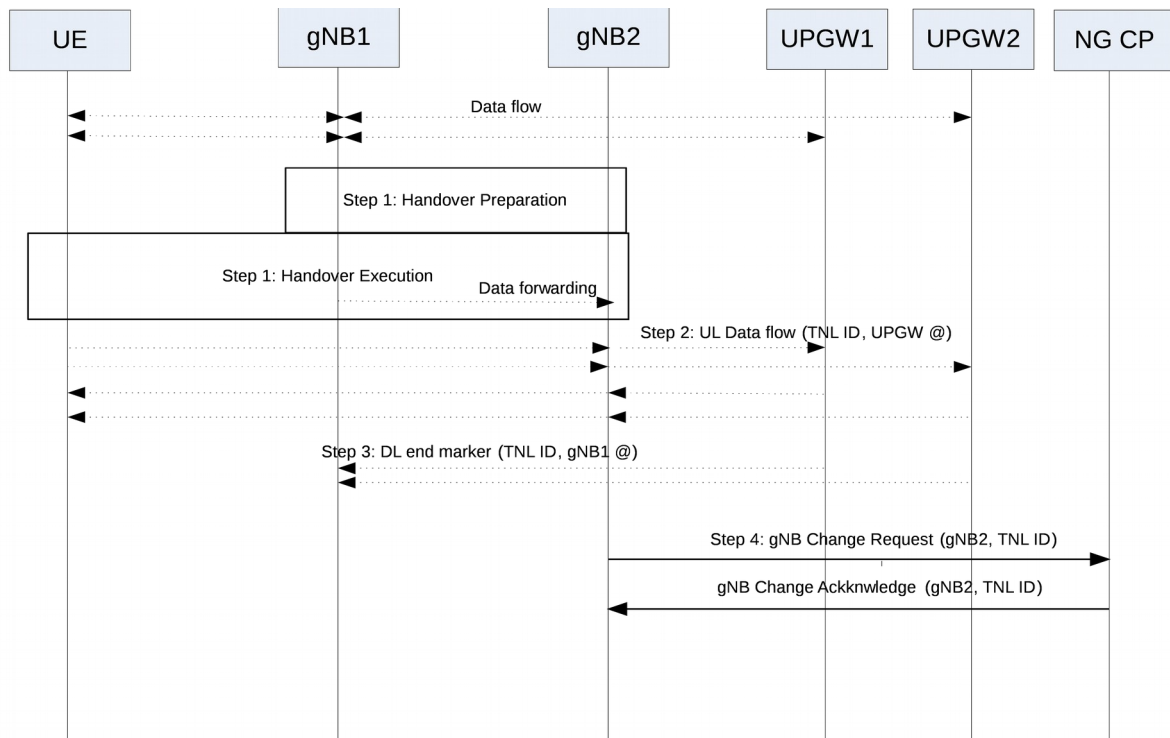 UE
gNB1
gNB2
UPGW1
UPGW2
NG CP
Data flow
Step 1: Handover Preparation
Step 1: Handover Execution
Data forwarding
Step 2: UL Data flow (TNL ID, UPGW @)
Step 3: DL end marker (TNL ID, gNB1 @)
Step 4: gNB Change Request (gNB2, TNL ID)
gNB Change Ackknwledge (gNB2, TNL ID)